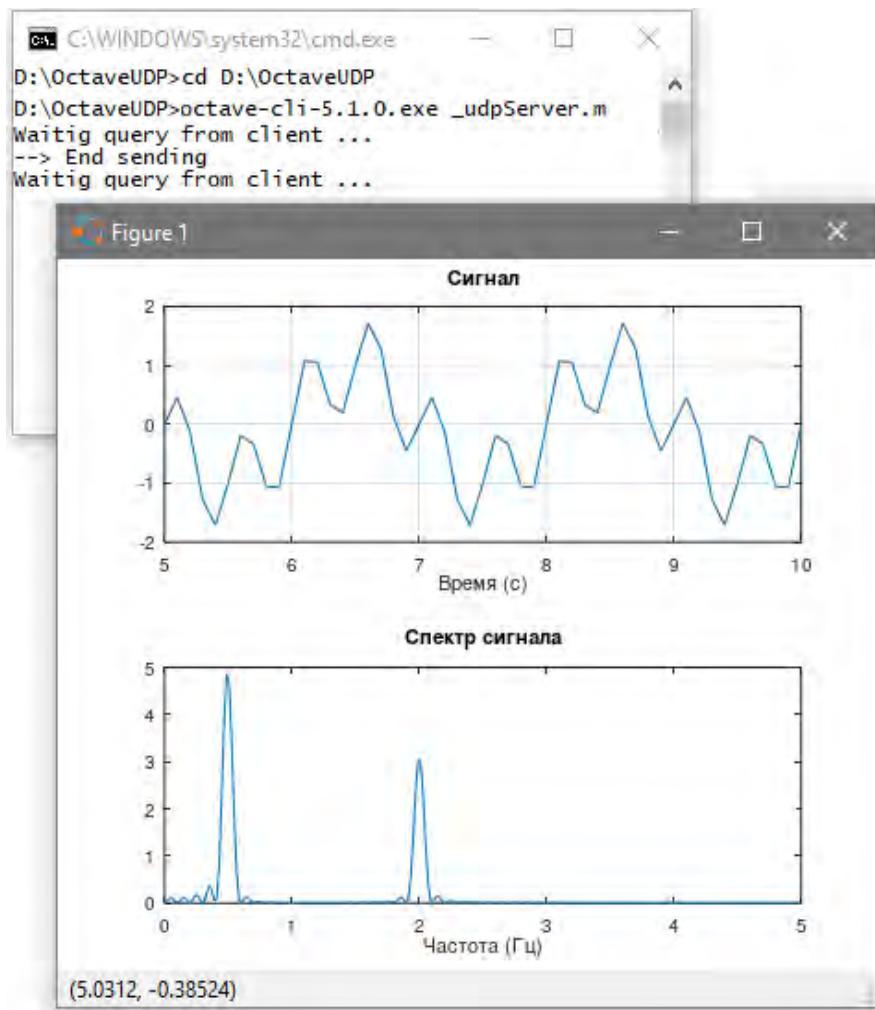 C:\WINDOWS\system32\cmd.exe
D:\OctaveUDP>cd D:\OctaveUDP
D:\OctaveUDP>octave-cli-5.1.0.exe _udpServer.m
Waitig query from client ...
--> End sending
Waitig query from client ...
Figure 1
Сигнал
2
1
0
-1
-2
5 6 7 8 9 10
Время (с)
Спектр сигнала
5
4
3
2
1
0
0 1 2 3 4 5
Частота (Гц)
(5.0312, -0.38524)